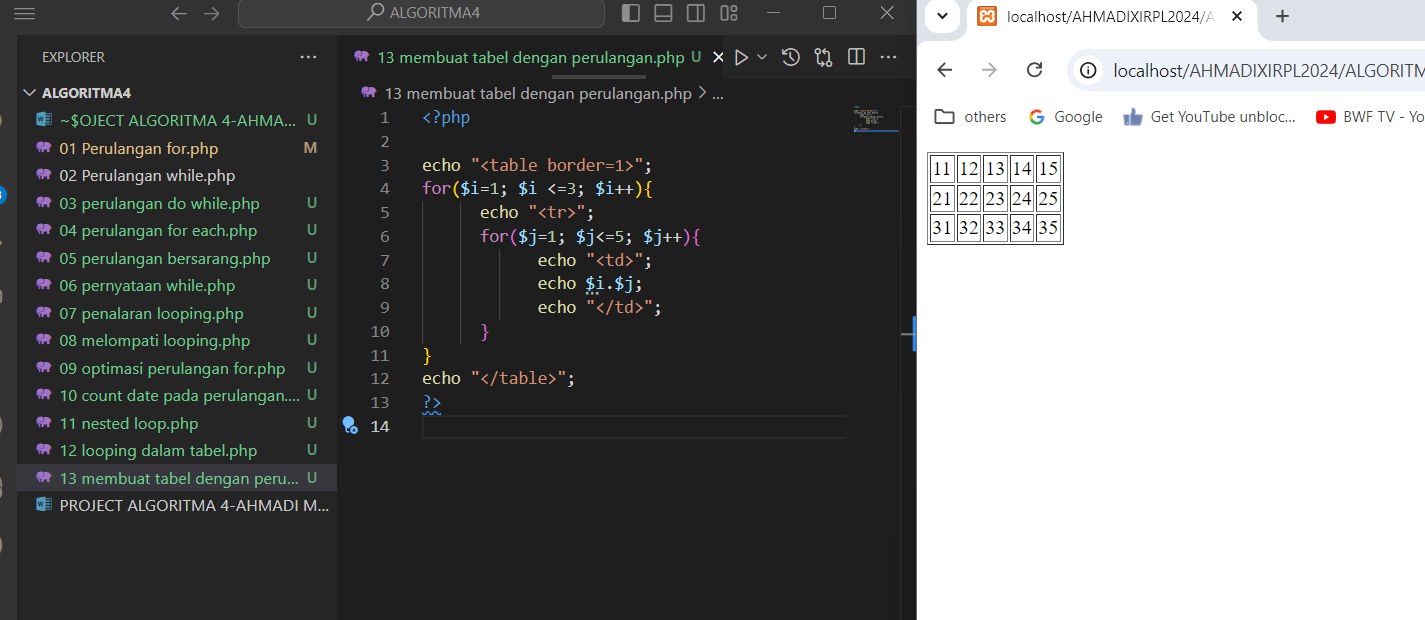 ALGORITMA4
EXPLORER
ALGORITMA4
~$OJECT ALGORITMA 4-AHMA... U
01 Perulangan for.php M
02 Perulangan while.php
03 perulangan do while.php U
04 perulangan for each.php U
05 perulangan bersarang.php U
06 pernyataan while.php U
07 penalaran looping.php U
08 melompati looping.php U
09 optimasi perulangan for.php U
10 count date pada perulangan.... U
11 nested loop.php U
12 looping dalam tabel.php U
13 membuat tabel dengan peru... U
PROJECT ALGORITMA 4-AHMADI M...
13 membuat tabel dengan perulangan.php U
13 membuat tabel dengan perulangan.php > ...
1 <?php
2
3 echo "<table border=1>";
4 for($i=1; $i <=3; $i++){
5 echo "<tr>";
6 for($j=1; $j<=5; $j++){
7 echo "<td>";
8 echo $i.$j;
9 echo "</td>";
10 }
11 }
12 echo "</table>";
13 ?>
14
localhost/AHMADIXIRPL2024/A
localhost/AHMADIXIRPL2024/ALGORITM
others Google Get YouTube unbloc... BWF TV - Yo
11 12 13 14 15
21 22 23 24 25
31 32 33 34 35